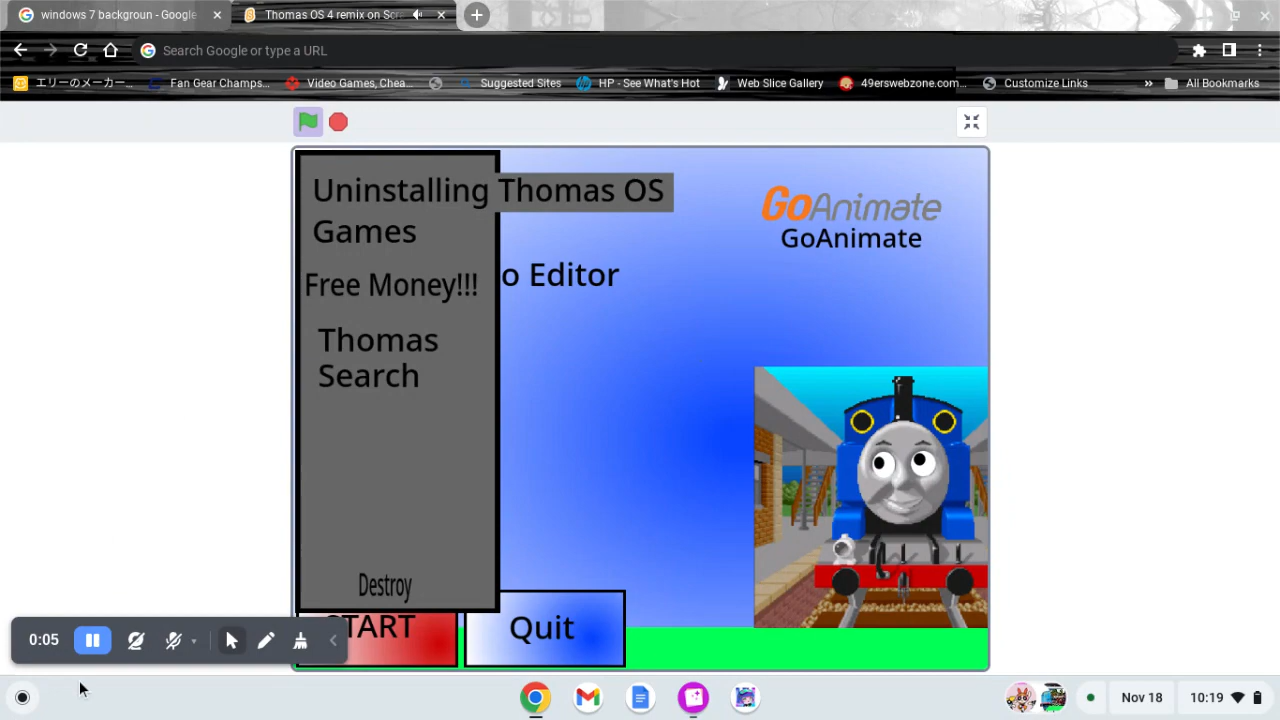 windows 7 backgroun - Google
Thomas OS 4 remix on Scr
Search Google or type a URL
エリーのメーカー...
Fan Gear Champs...
Video Games, Chea...
Suggested Sites
HP - See What's Hot
Web Slice Gallery
49erswebzone.com...
Customize Links
»
All Bookmarks
Uninstalling Thomas OS
Games
Free Money!!!
Thomas
Search
Destroy
o Editor
GoAnimate
GoAnimate
START
Quit
0:05
Nov 18
10:19